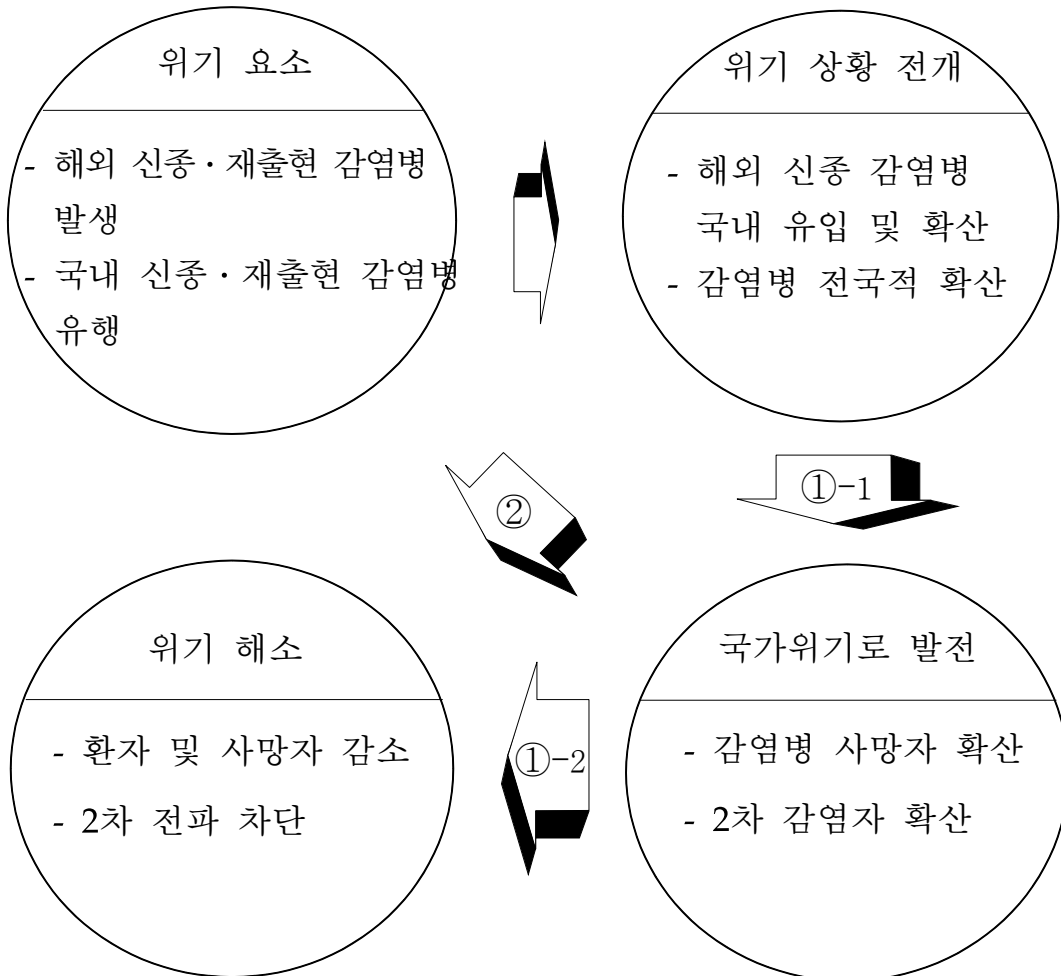 위기 요소
- 해외 신종·재출현 감염병
발생
- 국내 신종·재출현 감염병
유행
위기 상황 전개
- 해외 신종 감염병
국내 유입 및 확산
- 감염병 전국적 확산
②
①-1
위기 해소
- 환자 및 사망자 감소
- 2차 전파 차단
①-2
국가위기로 발전
- 감염병 사망자 확산
- 2차 감염자 확산